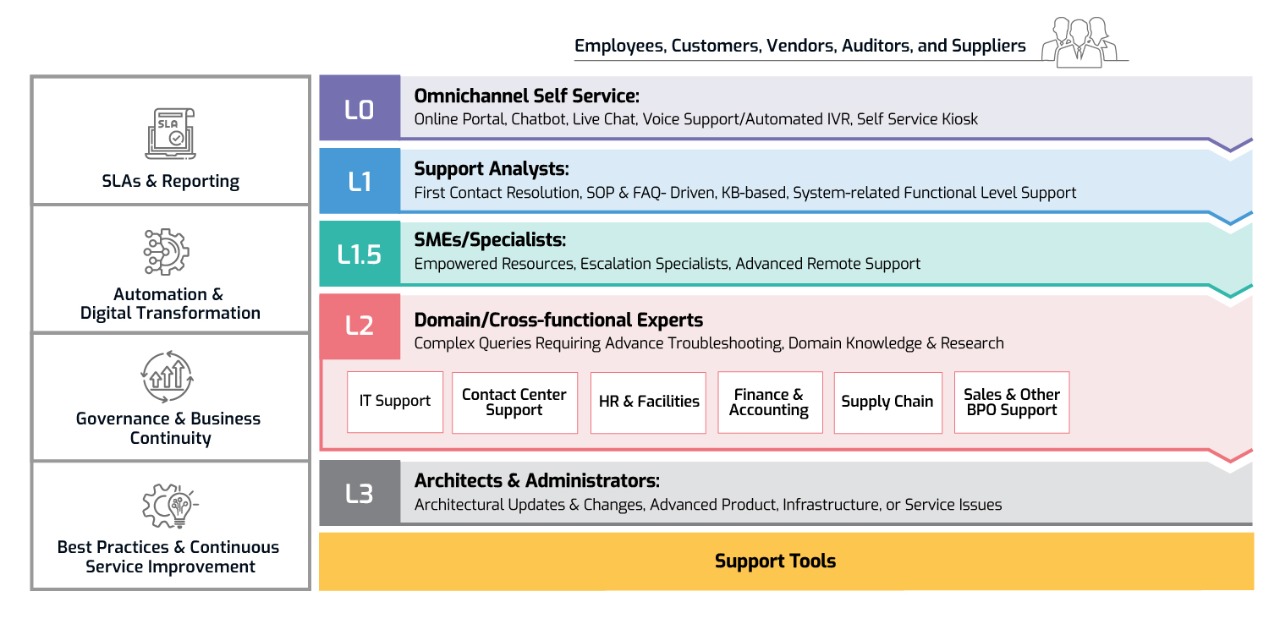 Employees, Customers, Vendors, Auditors, and Suppliers
SLA
SLAs & Reporting
Automation &
Digital Transformation
Governance & Business
Continuity
Best Practices & Continuous
Service Improvement
L0
Omnichannel Self Service:
Online Portal, Chatbot, Live Chat, Voice Support/Automated IVR, Self Service Kiosk
L1
Support Analysts:
First Contact Resolution, SOP & FAQ- Driven, KB-based, System-related Functional Level Support
L1.5
SMEs/Specialists:
Empowered Resources, Escalation Specialists, Advanced Remote Support
L2
Domain/Cross-functional Experts
Complex Queries Requiring Advance Troubleshooting, Domain Knowledge & Research
IT Support
Contact Center
Support
HR & Facilities
Finance &
Accounting
Supply Chain
Sales & Other
BPO Support
L3
Architects & Administrators:
Architectural Updates & Changes, Advanced Product, Infrastructure, or Service Issues
Support Tools